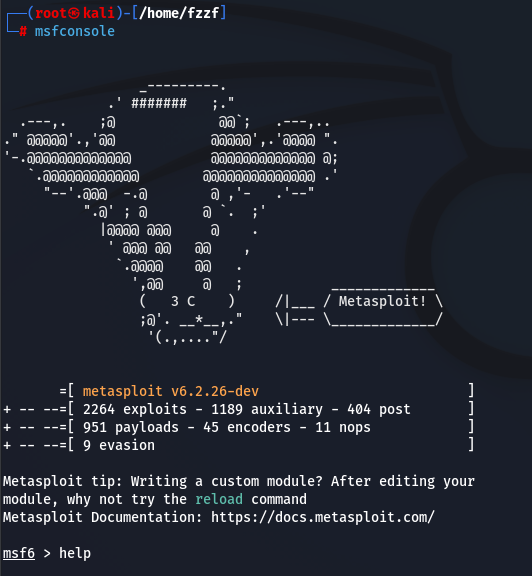 ┌──(root㉿kali)-[/home/fzzf]
└─# msfconsole
                 _---------.
             .' #######   ;."
  .---,.    ;@             @@`;   .---,..
." @@@@@'.,'@@            @@@@@',.'@@@@ ".
'-.@@@@@@@@@@@@@          @@@@@@@@@@@@@ @;
   `.@@@@@@@@@@@@        @@@@@@@@@@@@@@ .'
     "--'.@@@  -.@        @ ,'-   .'--"
          ".@' ; @       @ `.  ;'
            |@@@@ @@@     @    .
             ' @@@ @@   @@    ,
              `.@@@@    @@   .
                ',@@     @   ;           _____________
                 (   3 C    )     /|___ / Metasploit! \
                 ;@'. __*__,."    \|--- \_____________/
                  '(.,...."/
       =[ metasploit v6.2.26-dev                          ]
+ -- --=[ 2264 exploits - 1189 auxiliary - 404 post       ]
+ -- --=[ 951 payloads - 45 encoders - 11 nops            ]
+ -- --=[ 9 evasion                                       ]
Metasploit tip: Writing a custom module? After editing your
module, why not try the reload command
Metasploit Documentation: https://docs.metasploit.com/
msf6 > help